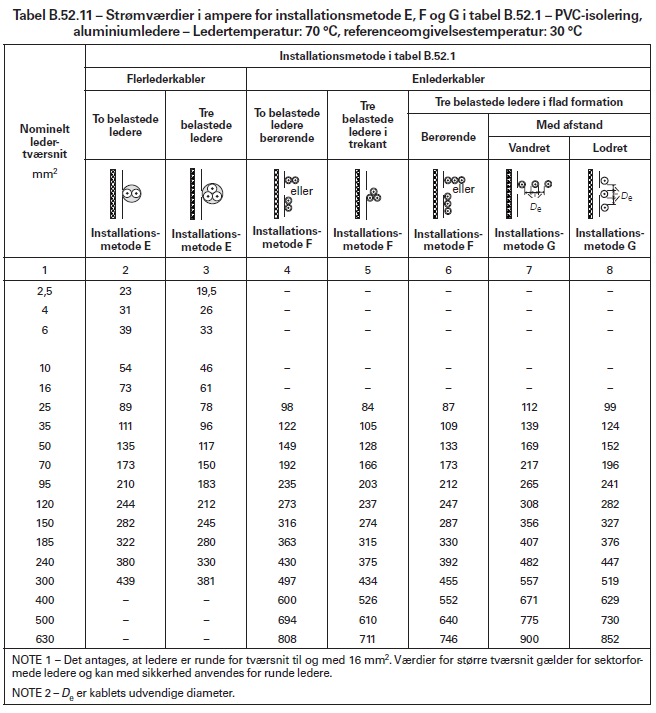 Tabel B.52.11 – Strømværdier i ampere for installationsmetode E, F og G i tabel B.52.1 – PVC-isolering,
aluminiumledere – Ledertemperatur: 70 ºC, referenceomgivelsestemperatur: 30 ºC
Nominelt
leder-
tværsnit
mm²
Installationsmetode i tabel B.52.1
Flerlederkabler
Enlederkabler
To belastede
ledere
Tre
belastede
ledere
To belastede
ledere
berørende
Tre
belastede
ledere i
trekant
Tre belastede ledere i flad formation
Berørende
Med afstand
Vandret
Lodret
eller
eller
De
De
Installations-
metode E
Installations-
metode E
Installations-
metode F
Installations-
metode F
Installations-
metode F
Installations-
metode G
Installations-
metode G
1 2 3 4 5 6 7 8
2,5 23 19,5 – – – – –
4 31 26 – – – – –
6 39 33 – – – – –
10 54 46 – – – – –
16 73 61 – – – – –
25 89 78 98 84 87 112 99
35 111 96 122 105 109 139 124
50 135 117 149 128 133 169 152
70 173 150 192 166 173 217 196
95 210 183 235 203 212 265 241
120 244 212 273 237 247 308 282
150 282 245 316 274 287 356 327
185 322 280 363 315 330 407 376
240 380 330 430 375 392 482 447
300 439 381 497 434 455 557 519
400 – – 600 526 552 671 629
500 – – 694 610 640 775 730
630 – – 808 711 746 900 852
NOTE 1 – Det antages, at ledere er runde for tværsnit til og med 16 mm². Værdier for større tværsnit gælder for sektorfor-
mede ledere og kan med sikkerhed anvendes for runde ledere.
NOTE 2 – De er kablets udvendige diameter.